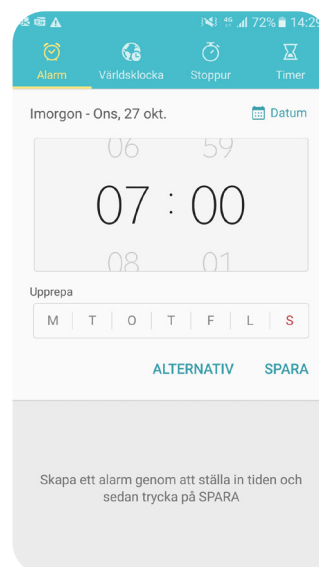 4G 72% 14:29
Alarm Världsklocka Stoppur Timer
Imorgon - Ons, 27 okt. Datum
06 59
07 : 00
08 01
Upprepa
M T O T F L S
ALTERNATIV SPARA
Skapa ett alarm genom att ställa in tiden och
sedan trycka på SPARA